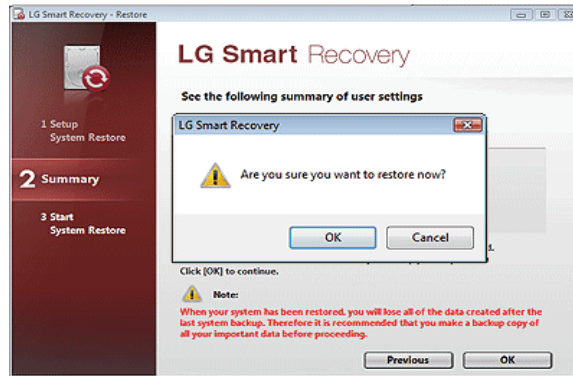 LG Smart Recovery - Restore
LG Smart Recovery
See the following summary of user settings
1 Setup
System Restore
2 Summary
3 Start
System Restore
LG Smart Recovery
Are you sure you want to restore now?
OK Cancel
Click [OK] to continue.
Note:
When your system has been restored, you will lose all of the data created after the
last system backup. Therefore it is recommended that you make a backup copy of
all your important data before proceeding.
Previous OK